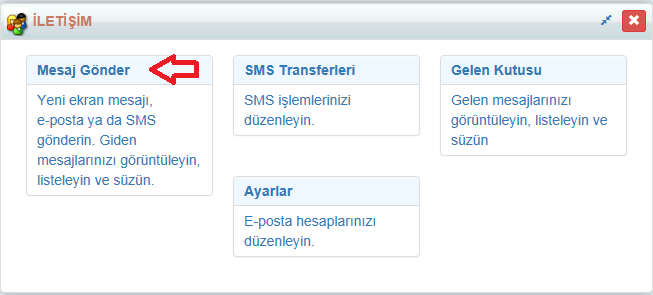 İLETİŞİM
Mesaj Gönder
Yeni ekran mesajı,
e-posta ya da SMS
gönderin. Giden
mesajlarınızı görüntüleyin,
listeleyin ve süzün.
SMS Transferleri
SMS işlemlerinizi
düzenleyin.
Gelen Kutusu
Gelen mesajlarınızı
görüntüleyin, listeleyin ve
süzün
Ayarlar
E-posta hesaplarınızı
düzenleyin.